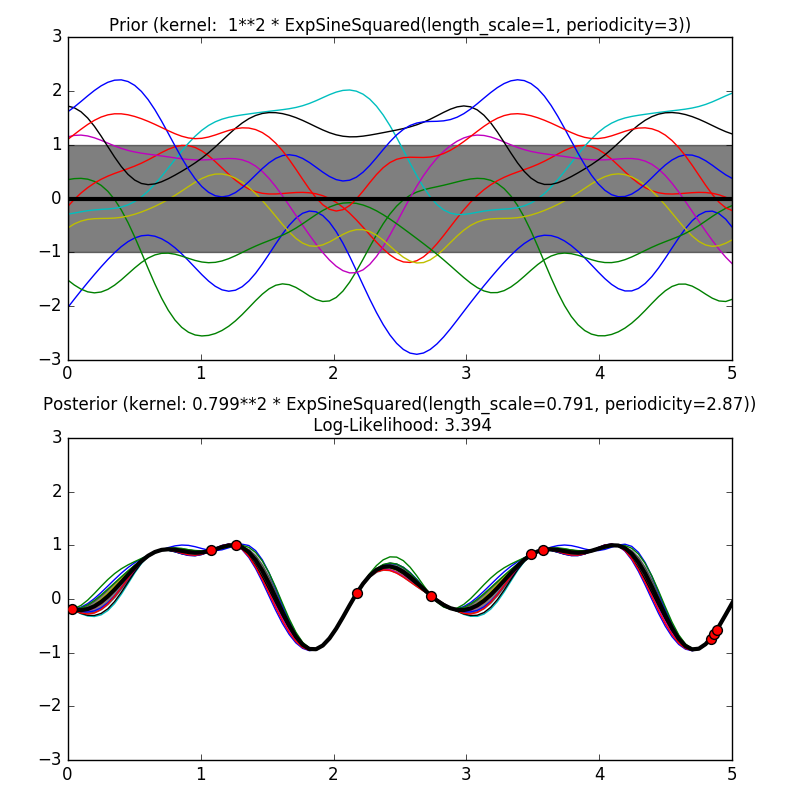 Prior (kernel:  1**2 * ExpSineSquared(length_scale=1, periodicity=3))
3
2
1
0
−1
−2
−3
0 1 2 3 4 5
Posterior (kernel: 0.799**2 * ExpSineSquared(length_scale=0.791, periodicity=2.87))
Log-Likelihood: 3.394
3
2
1
0
−1
−2
−3
0 1 2 3 4 5